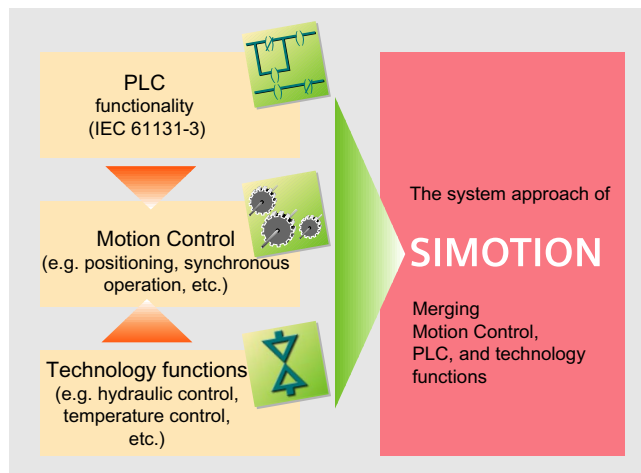 PLC
functionality
(IEC 61131-3)
Motion Control
(e.g. positioning, synchronous
operation, etc.)
Technology functions
(e.g. hydraulic control,
temperature control,
etc.)
The system approach of
SIMOTION
Merging
Motion Control,
PLC, and technology
functions